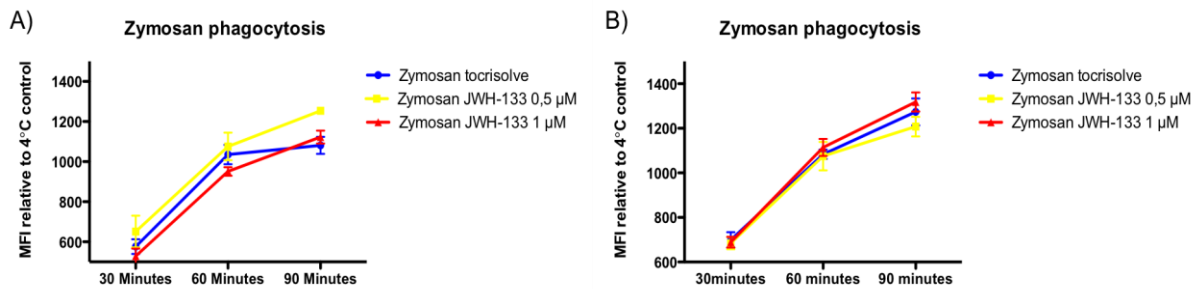 A)
Zymosan phagocytosis
MFI relative to 4°C control
1400
1200
1000
800
600
30 Minutes 60 Minutes 90 Minutes
Zymosan tocrisolve
Zymosan JWH-133 0,5 µM
Zymosan JWH-133 1 µM
B)
Zymosan phagocytosis
MFI relative to 4°C control
1400
1200
1000
800
600
30minutes 60 minutes 90 minutes
Zymosan tocrisolve
Zymosan JWH-133 0,5 µM
Zymosan JWH-133 1 µM